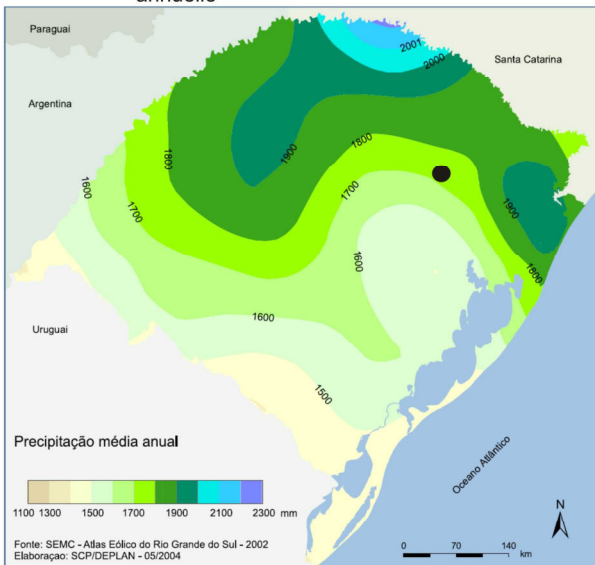 annuelle
Paraguai
Santa Catarina
2001
2000
Argentina
1900
1800
1800
1600
1700
1700
1900
1600
1800
1600
Uruguai
1500
Precipitação média anual
1100 1300 1500 1700 1900 2100 2300 mm
Oceano Atlântico
N
0 70 140
km
Fonte: SEMC - Atlas Eólico do Rio Grande do Sul - 2002
Elaboraçao: SCP/DEPLAN - 05/2004